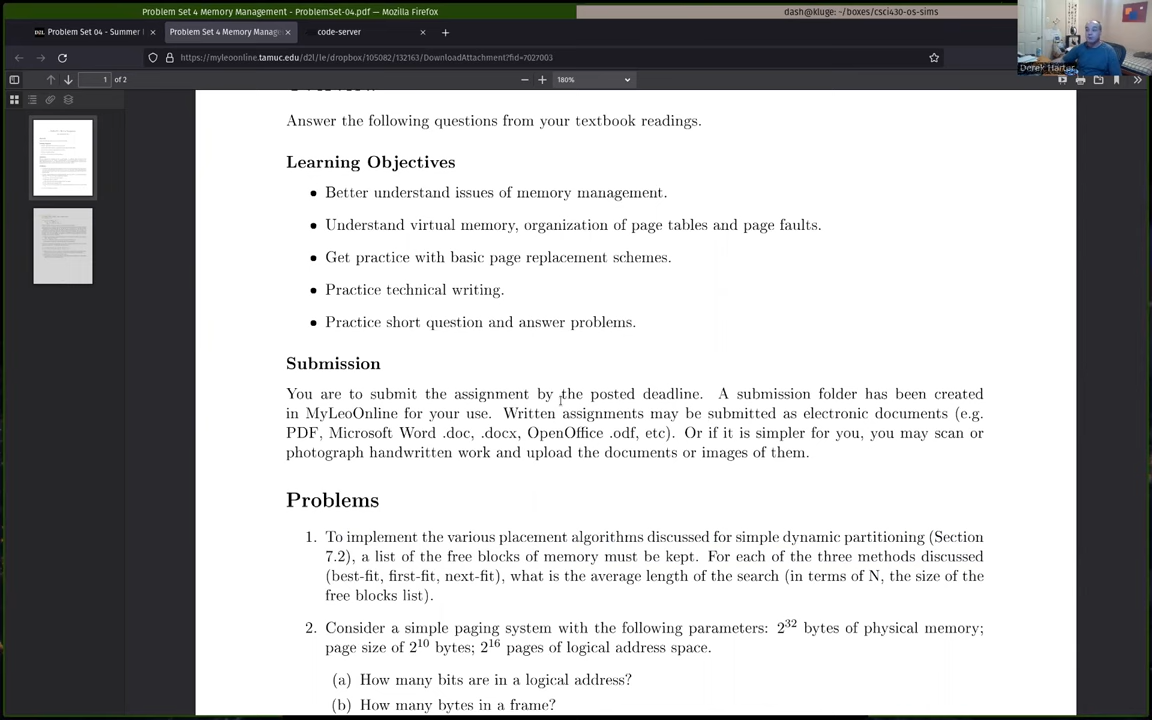 Problem Set 4 Memory Management - ProblemSet-04.pdf — Mozilla Firefox
dash@kluge: ~/boxes/csci430-os-sims
Problem Set 04 - Summer
Problem Set 4 Memory Manag
code-server
https://myleoonline.tamuc.edu/d2l/le/dropbox/105082/132163/DownloadAttachment?fid=7027003
Derek Harter
1 of 2
180%
Answer the following questions from your textbook readings.
Learning Objectives
• Better understand issues of memory management.
• Understand virtual memory, organization of page tables and page faults.
• Get practice with basic page replacement schemes.
• Practice technical writing.
• Practice short question and answer problems.
Submission
You are to submit the assignment by the posted deadline. A submission folder has been created
in MyLeoOnline for your use. Written assignments may be submitted as electronic documents (e.g.
PDF, Microsoft Word .doc, .docx, OpenOffice .odf, etc). Or if it is simpler for you, you may scan or
photograph handwritten work and upload the documents or images of them.
Problems
1. To implement the various placement algorithms discussed for simple dynamic partitioning (Section
7.2), a list of the free blocks of memory must be kept. For each of the three methods discussed
(best-fit, first-fit, next-fit), what is the average length of the search (in terms of N, the size of the
free blocks list).
2. Consider a simple paging system with the following parameters: 2³² bytes of physical memory;
page size of 2¹⁰ bytes; 2¹⁶ pages of logical address space.
(a) How many bits are in a logical address?
(b) How many bytes in a frame?